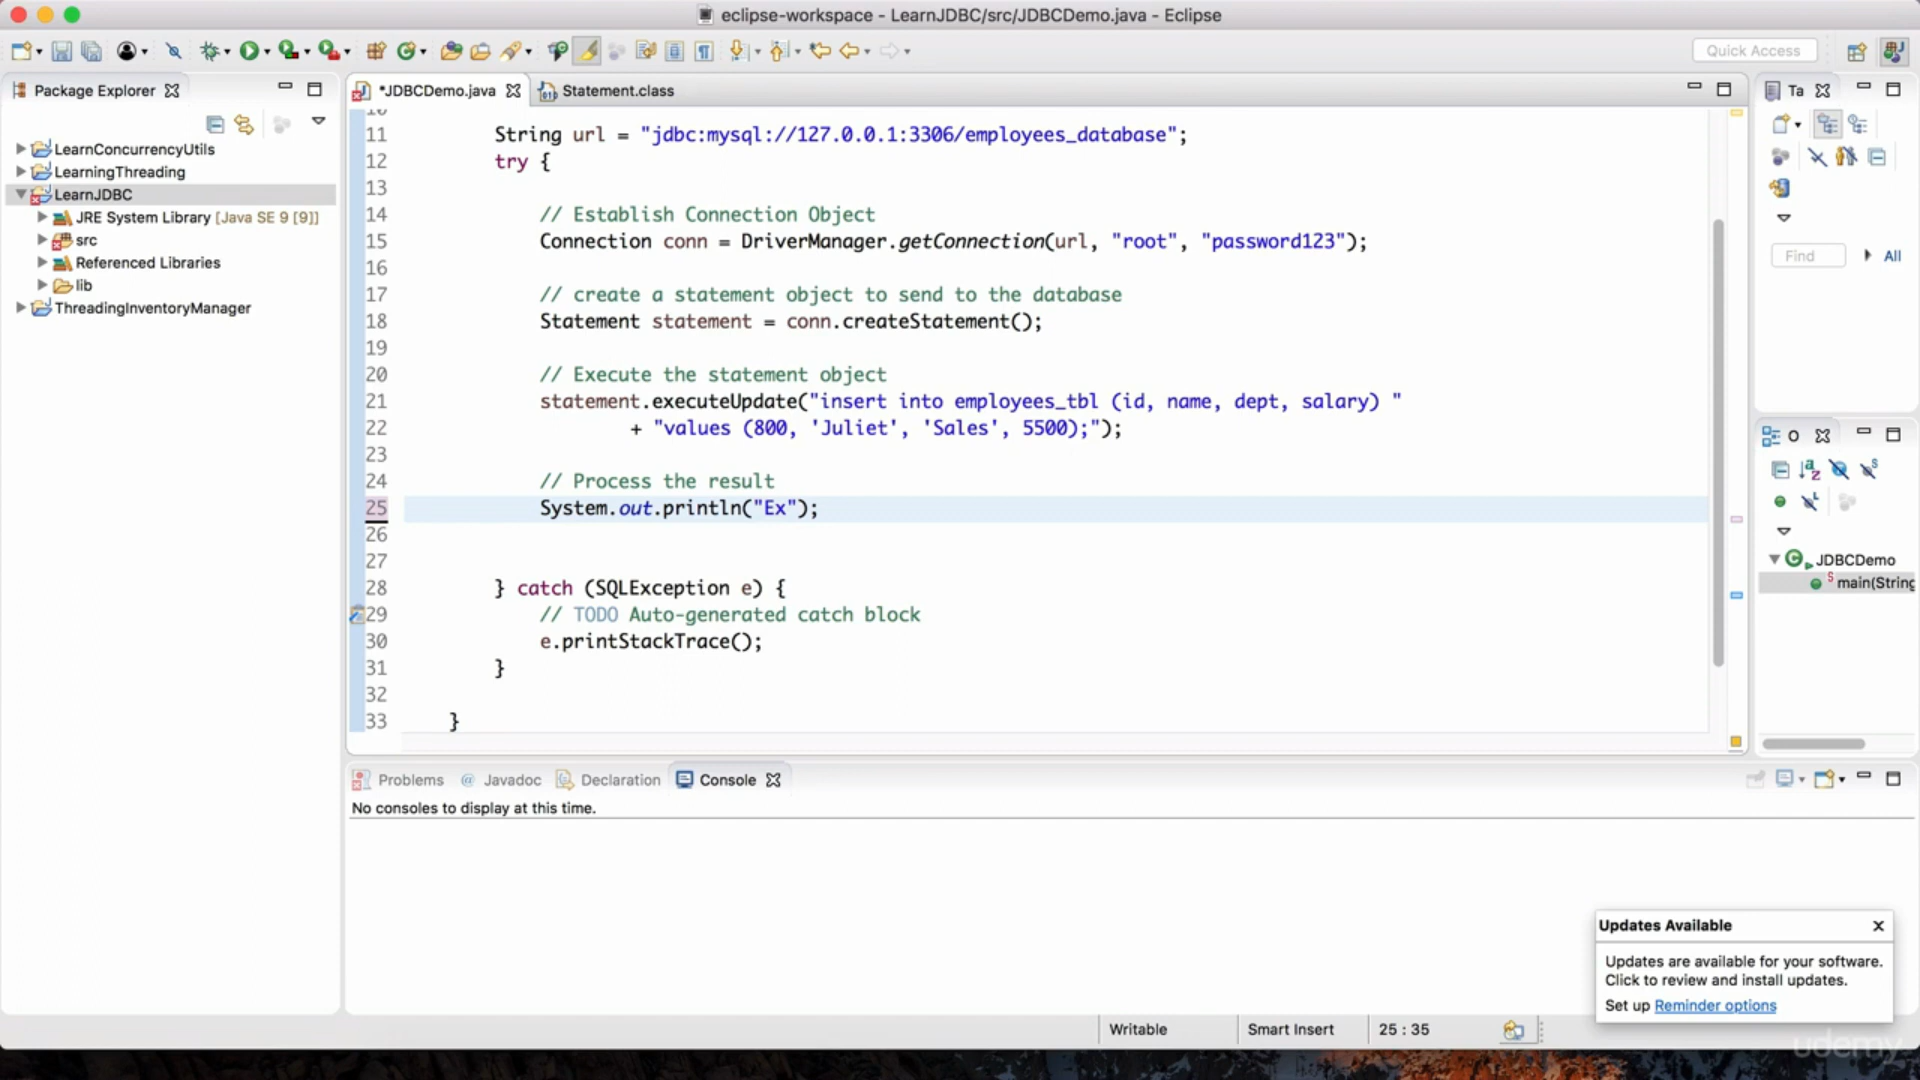 eclipse-workspace - LearnJDBC/src/JDBCDemo.java - Eclipse
Quick Access
Package Explorer
*JDBCDemo.java
Statement.class
Ta
LearnConcurrencyUtils
LearningThreading
LearnJDBC
JRE System Library [Java SE 9 [9]]
src
Referenced Libraries
lib
ThreadingInventoryManager
11 String url = "jdbc:mysql://127.0.0.1:3306/employees_database";
12 try {
13
14 // Establish Connection Object
15 Connection conn = DriverManager.getConnection(url, "root", "password123");
16
17 // create a statement object to send to the database
18 Statement statement = conn.createStatement();
19
20 // Execute the statement object
21 statement.executeUpdate("insert into employees_tbl (id, name, dept, salary) "
22 + "values (800, 'Juliet', 'Sales', 5500);");
23
24 // Process the result
25 System.out.println("Ex");
26
27
28 } catch (SQLException e) {
29 // TODO Auto-generated catch block
30 e.printStackTrace();
31 }
32
33 }
Find
All
O
JDBCDemo
main(String
Problems
@ Javadoc
Declaration
Console
No consoles to display at this time.
Updates Available
Updates are available for your software.
Click to review and install updates.
Set up Reminder options
Writable
Smart Insert
25 : 35
udemy